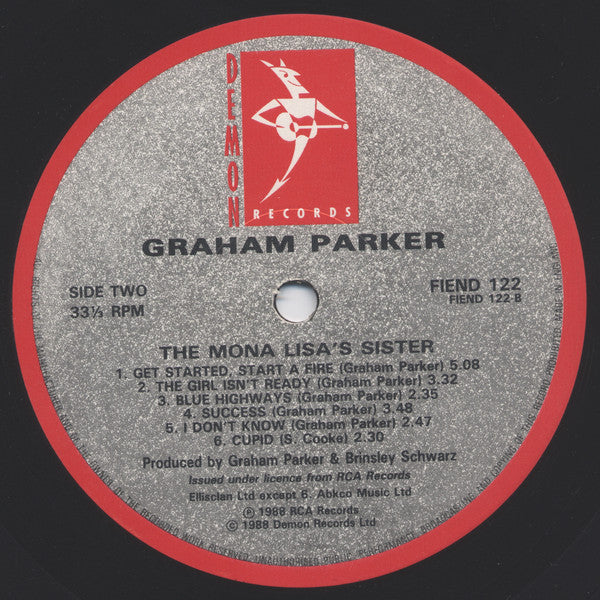 DEMON
RECORDS
GRAHAM PARKER
SIDE TWO
33⅓ RPM
FIEND 122
FIEND 122-B
THE MONA LISA'S SISTER
1. GET STARTED, START A FIRE (Graham Parker) 5.08
2. THE GIRL ISN'T READY (Graham Parker) 3.32
3. BLUE HIGHWAYS (Graham Parker) 2.35
4. SUCCESS (Graham Parker) 3.48
5. I DON'T KNOW (Graham Parker) 2.47
6. CUPID (S. Cooke) 2.30
Produced by Graham Parker & Brinsley Schwarz
Issued under licence from RCA Records
Elliscian Ltd except 6. Abkco Music Ltd
℗ 1988 RCA Records
© 1988 Demon Records Ltd